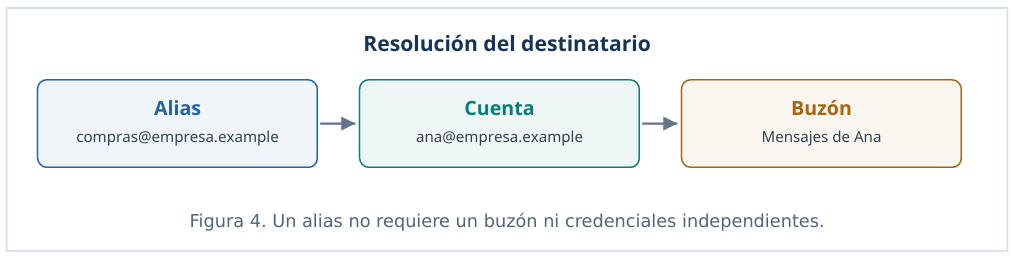 Resolución del destinatario
Alias
compras@empresa.example
Cuenta
ana@empresa.example
Buzón
Mensajes de Ana
Figura 4. Un alias no requiere un buzón ni credenciales independientes.